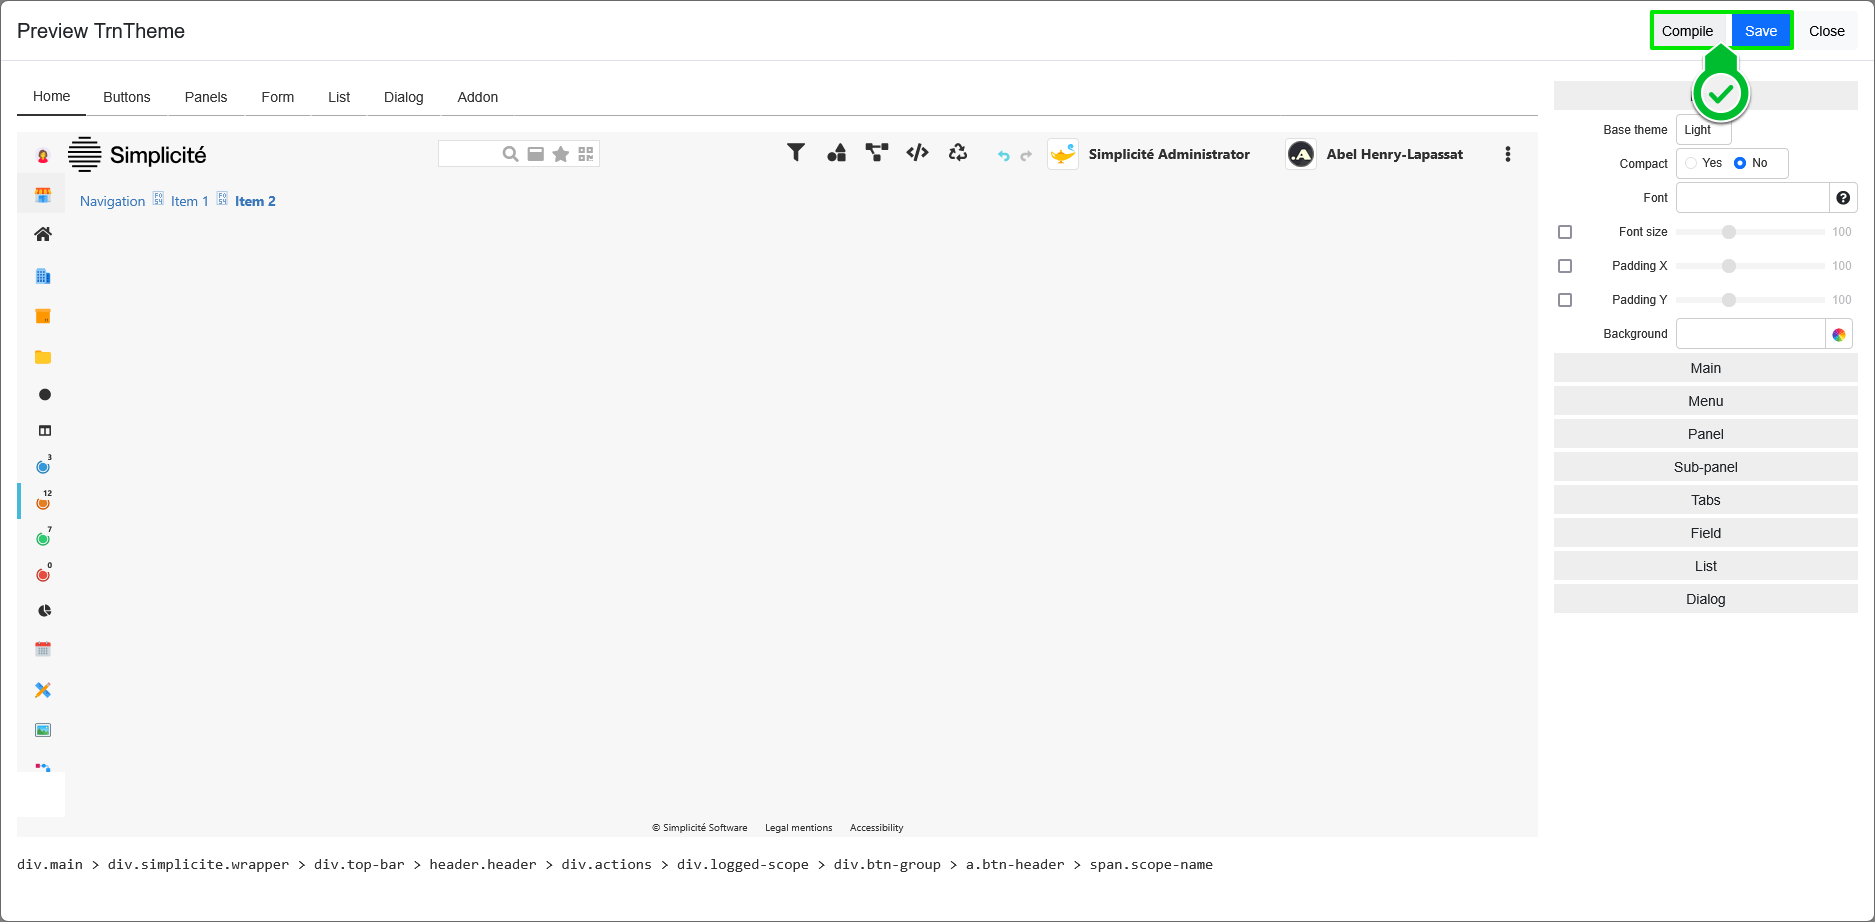 Preview TrnTheme
Compile Save Close
Home Buttons Panels Form List Dialog Addon
Simplicité
Simplicité Administrator
Abel Henry-Lapassat
Navigation Item 1 Item 2
3
12
7
0
© Simplicité Software Legal mentions Accessibility
div.main > div.simplicite.wrapper > div.top-bar > header.header > div.actions > div.logged-scope > div.btn-group > a.btn-header > span.scope-name
Base theme Light
Compact Yes No
Font
Font size 100
Padding X 100
Padding Y 100
Background
Main
Menu
Panel
Sub-panel
Tabs
Field
List
Dialog